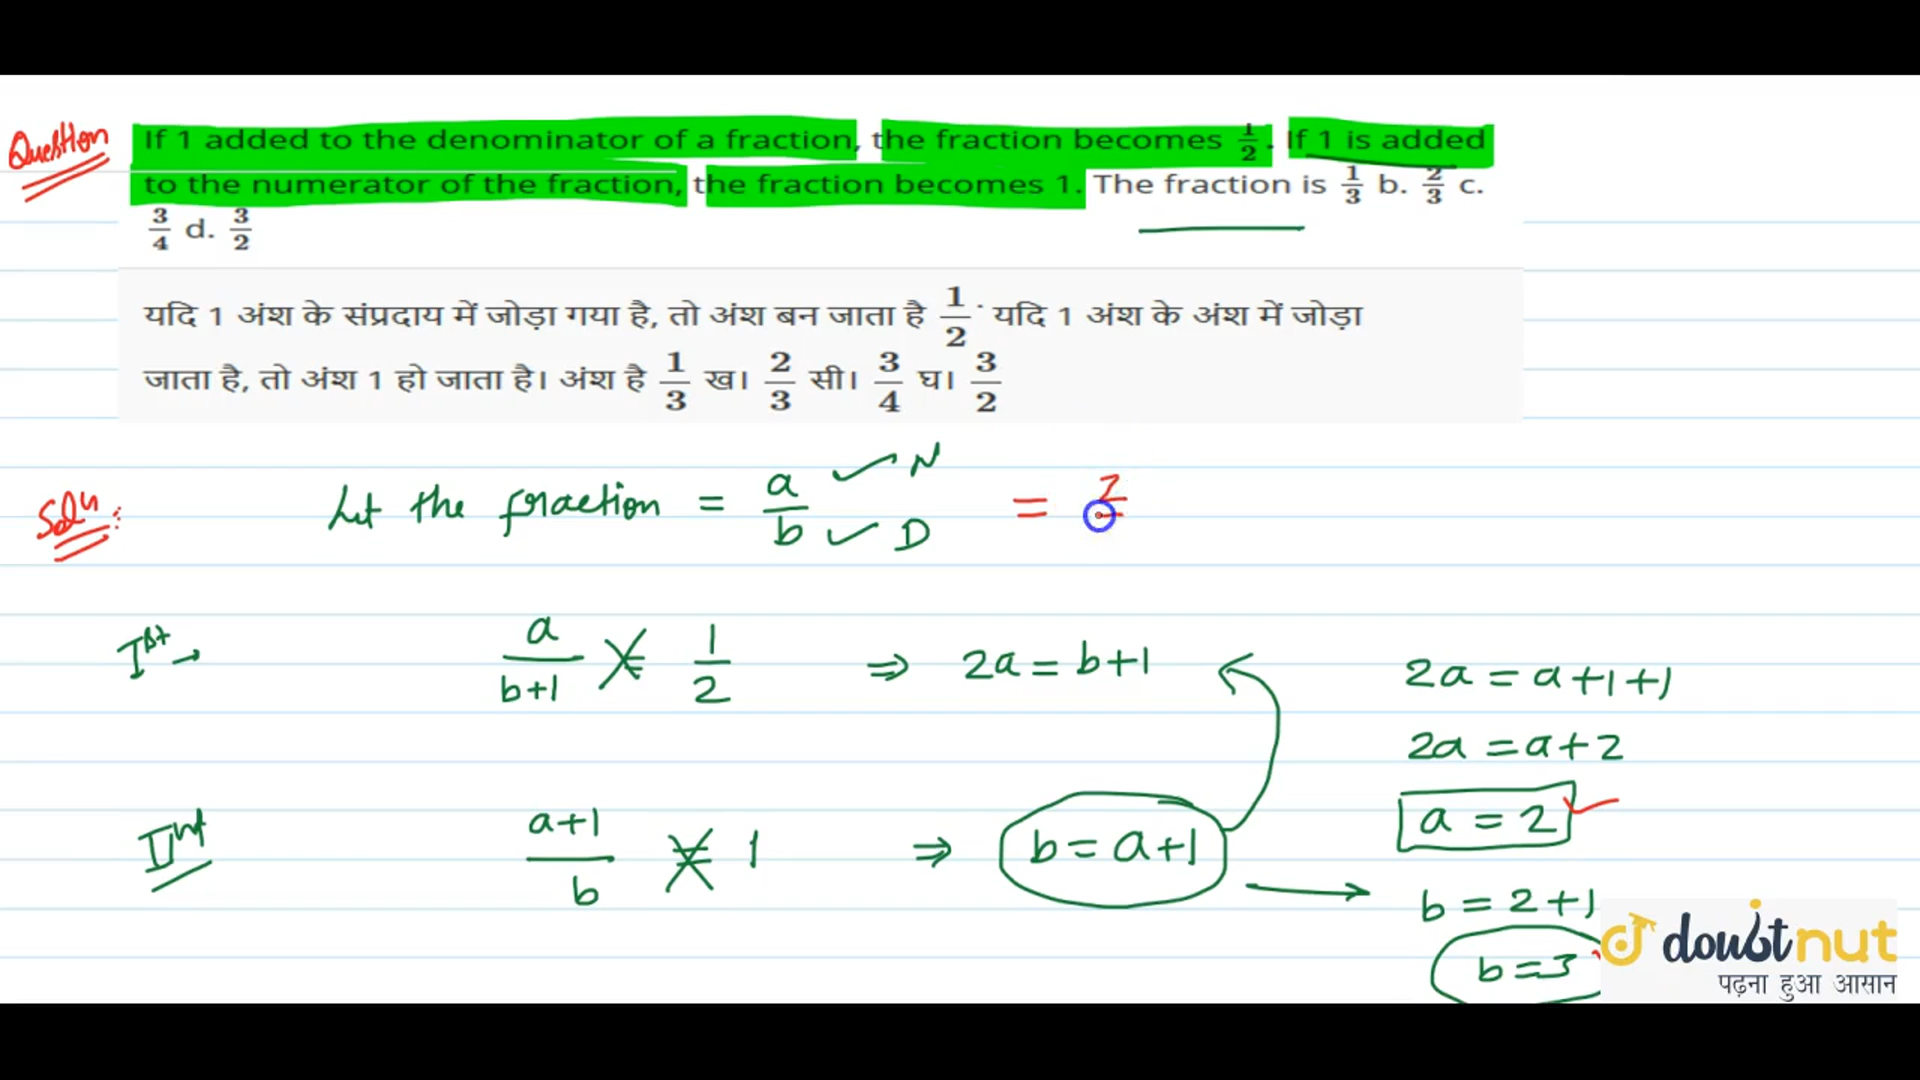 Question
If 1 added to the denominator of a fraction, the fraction becomes 1/2. If 1 is added
to the numerator of the fraction, the fraction becomes 1. The fraction is 1/3 b. 2/3 c.
3/4 d. 3/2
यदि 1 अंश के संप्रदाय में जोड़ा गया है, तो अंश बन जाता है 1/2. यदि 1 अंश के अंश में जोड़ा
जाता है, तो अंश 1 हो जाता है। अंश है 1/3 ख। 2/3 सी। 3/4 घ। 3/2
Soln: Let the fraction = a/b N D = 2
Ist → a/(b+1) = 1/2 ⇒ 2a = b+1
2a = a+1+1
2a = a+2
a = 2
IInd (a+1)/b = 1 ⇒ b = a+1 →
b = 2+1
b = 3
doubtnut
पढ़ना हुआ आसान